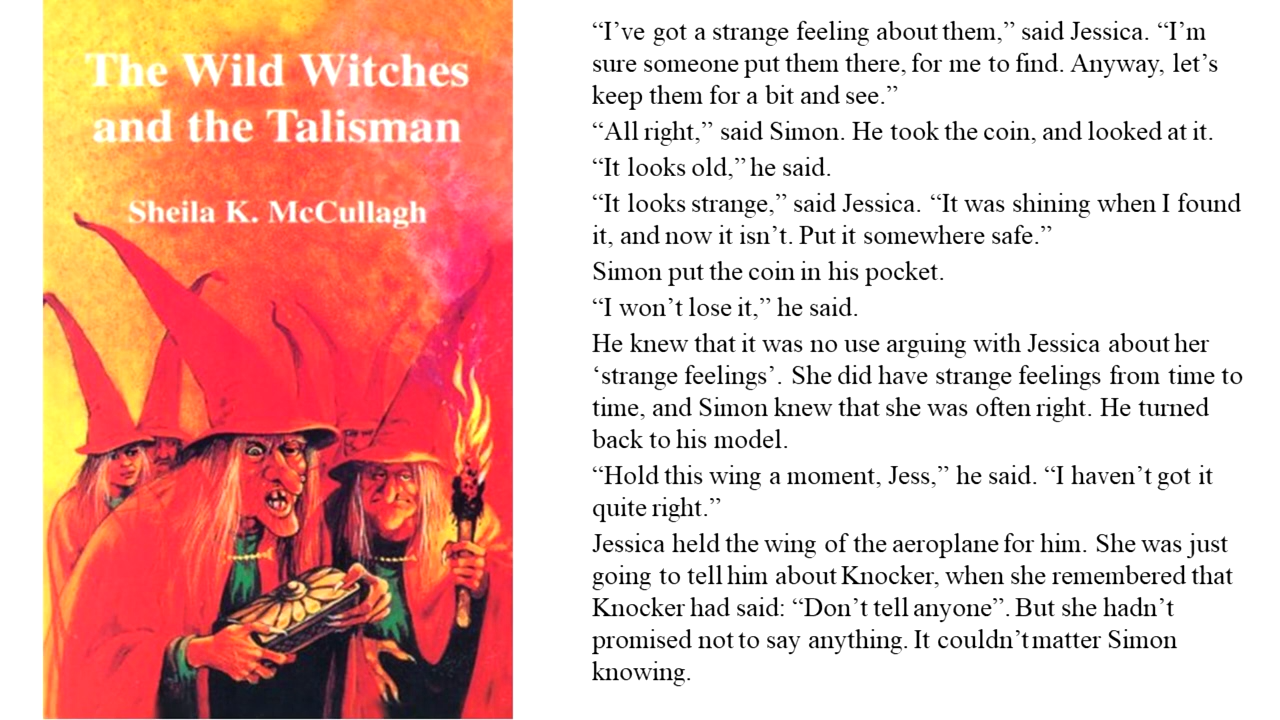 The Wild Witches
and the Talisman
Sheila K. McCullagh
“I’ve got a strange feeling about them,” said Jessica. “I’m
sure someone put them there, for me to find. Anyway, let’s
keep them for a bit and see.”
“All right,” said Simon. He took the coin, and looked at it.
“It looks old,” he said.
“It looks strange,” said Jessica. “It was shining when I found
it, and now it isn’t. Put it somewhere safe.”
Simon put the coin in his pocket.
“I won’t lose it,” he said.
He knew that it was no use arguing with Jessica about her
‘strange feelings’. She did have strange feelings from time to
time, and Simon knew that she was often right. He turned
back to his model.
“Hold this wing a moment, Jess,” he said. “I haven’t got it
quite right.”
Jessica held the wing of the aeroplane for him. She was just
going to tell him about Knocker, when she remembered that
Knocker had said: “Don’t tell anyone”. But she hadn’t
promised not to say anything. It couldn’t matter Simon
knowing.